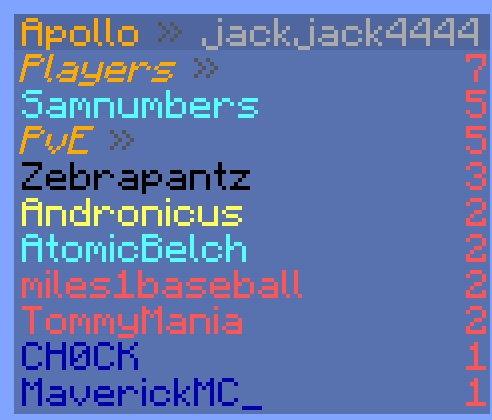 Apollo » jackjack4444
Players » 7
Samnumbers 5
PvE » 5
Zebrapantz 3
Andronicus 2
AtomicBelch 2
miles1baseball 2
TommyMania 2
CH0CK 1
MaverickMC_ 1